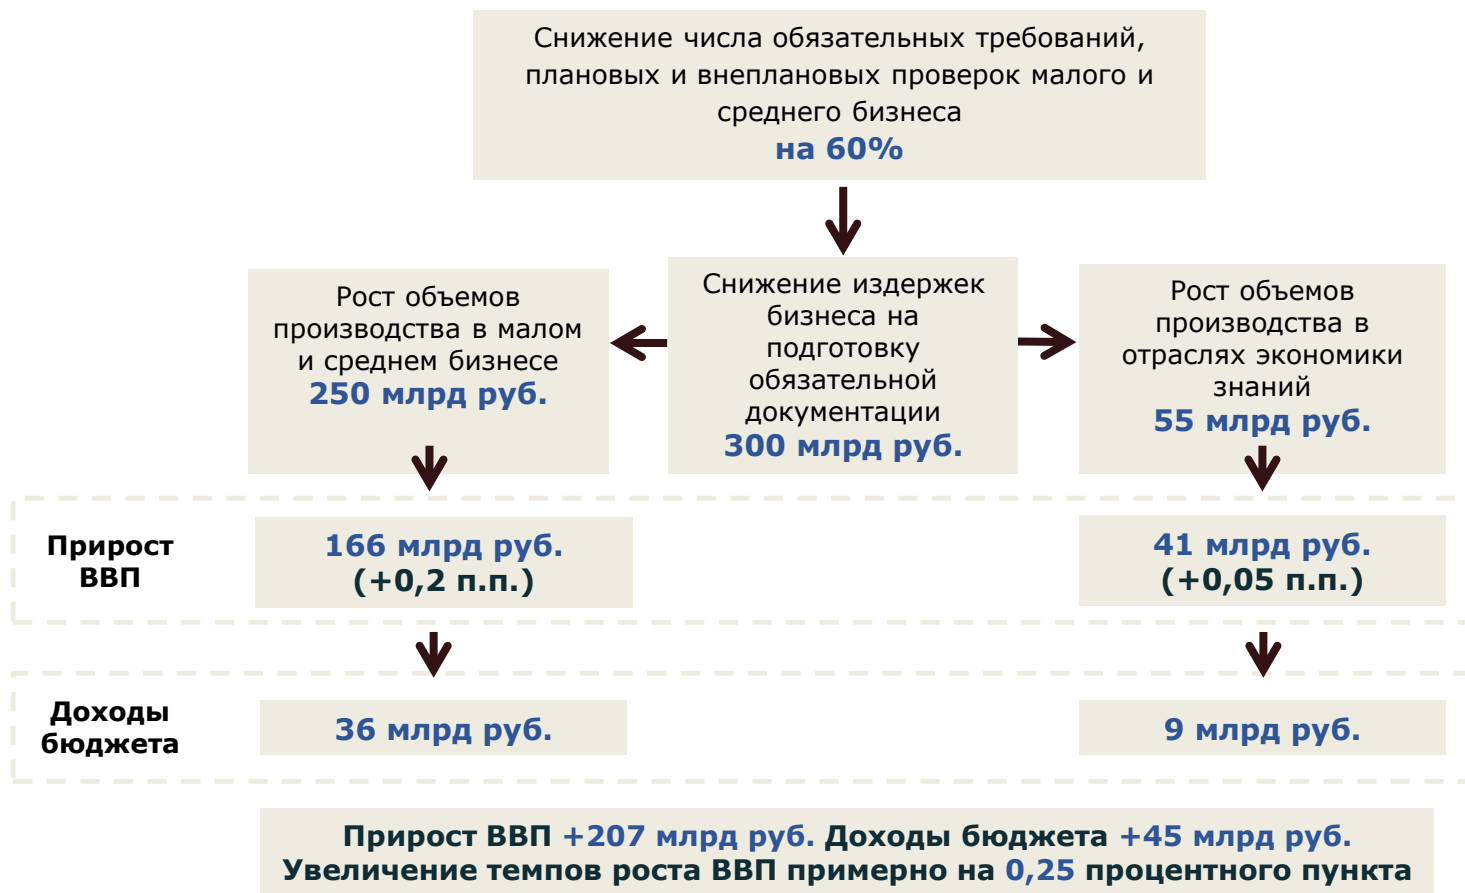 Снижение числа обязательных требований,
плановых и внеплановых проверок малого и
среднего бизнеса
на 60%
Рост объемов
производства в малом
и среднем бизнесе
250 млрд руб.
Снижение издержек
бизнеса на
подготовку
обязательной
документации
300 млрд руб.
Рост объемов
производства в
отраслях экономики
знаний
55 млрд руб.
Прирост
ВВП
166 млрд руб.
(+0,2 п.п.)
41 млрд руб.
(+0,05 п.п.)
Доходы
бюджета
36 млрд руб.
9 млрд руб.
Прирост ВВП +207 млрд руб. Доходы бюджета +45 млрд руб.
Увеличение темпов роста ВВП примерно на 0,25 процентного пункта